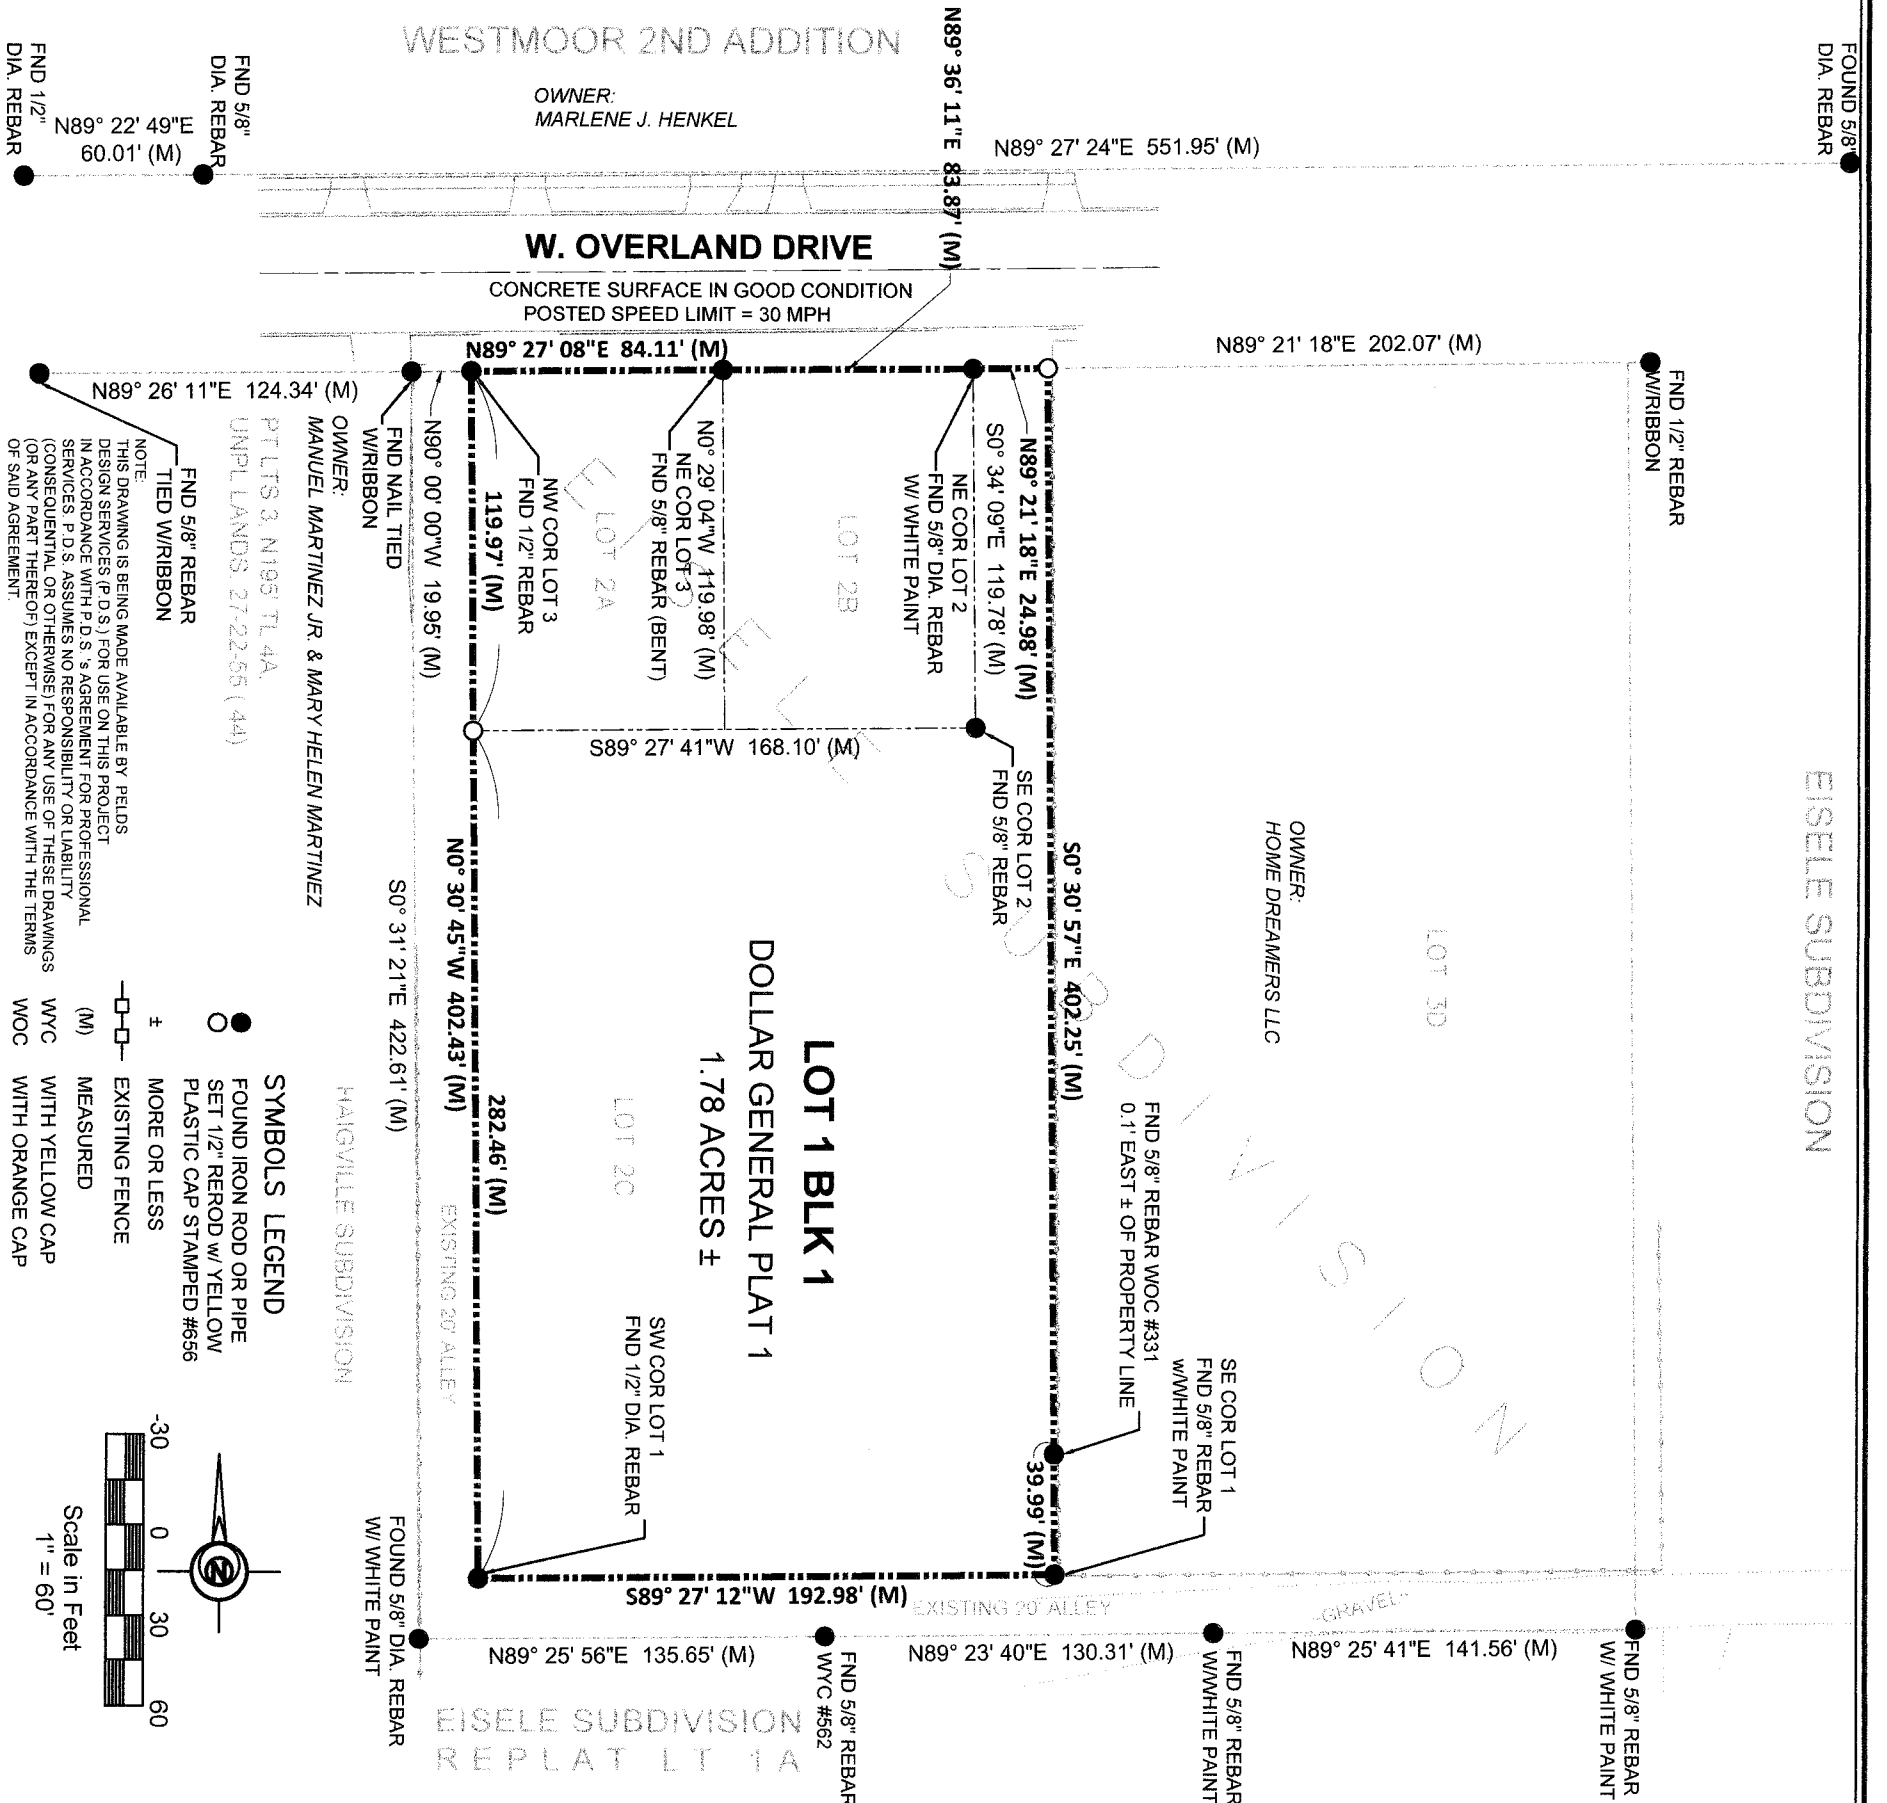 WESTMOOR 2ND ADDITION
OWNER:
MARLENE J. HENKEL
FOUND 5/8"
DIA. REBAR
FND 5/8"
DIA. REBAR
FND 1/2"
DIA. REBAR
N89° 22' 49"E
60.01' (M)
N89° 36' 11"E 83.87' (M)
N89° 27' 24"E 551.95' (M)
W. OVERLAND DRIVE
CONCRETE SURFACE IN GOOD CONDITION
POSTED SPEED LIMIT = 30 MPH
N89° 27' 08"E 84.11' (M)
N89° 21' 18"E 202.07' (M)
N89° 26' 11"E 124.34' (M)
FND 1/2" REBAR
W/RIBBON
FND 5/8" REBAR
TIED W/RIBBON
FND NAIL TIED
W/RIBBON
N90° 00' 00"W 19.95' (M)
NW COR LOT 3
FND 1/2" REBAR
119.97' (M)
N0° 29' 04"W 119.98' (M)
NE COR LOT 3
FND 5/8" REBAR (BENT)
NE COR LOT 2
FND 5/8" DIA. REBAR
W/ WHITE PAINT
S0° 34' 09"E 119.78' (M)
N89° 21' 18"E 24.98' (M)
LOT 2A
LOT 2B
OWNER:
MANUEL MARTINEZ JR. & MARY HELEN MARTINEZ
PT LTS 3, N195 TL 4A,
UNPL LANDS. 27-22-55 (44)
NOTE:
THIS DRAWING IS BEING MADE AVAILABLE BY PELDS
DESIGN SERVICES (P.D.S.) FOR USE ON THIS PROJECT
IN ACCORDANCE WITH P.D.S. 's AGREEMENT FOR PROFESSIONAL
SERVICES. P.D.S. ASSUMES NO RESPONSIBILITY OR LIABILITY
(CONSEQUENTIAL OR OTHERWISE) FOR ANY USE OF THESE DRAWINGS
(OR ANY PART THEREOF) EXCEPT IN ACCORDANCE WITH THE TERMS
OF SAID AGREEMENT.
S89° 27' 41"W 168.10' (M)
SE COR LOT 2
FND 5/8" REBAR
S0° 30' 57"E 402.25' (M)
OWNER:
HOME DREAMERS LLC
LOT 3D
EISELE SUBDIVISION
EISELE SUBDIVISION
LOT 1 BLK 1
DOLLAR GENERAL PLAT 1
1.78 ACRES ±
LOT 2C
N0° 30' 45"W 402.43' (M)
282.46' (M)
S0° 31' 21"E 422.61' (M)
EXISTING 20' ALLEY
HAIGVILLE SUBDIVISION
FND 5/8" REBAR WOC #331
0.1' EAST ± OF PROPERTY LINE
SE COR LOT 1
FND 5/8" REBAR
w/WHITE PAINT
39.99' (M)
SW COR LOT 1
FND 1/2" DIA. REBAR
S89° 27' 12"W 192.98' (M)
EXISTING 20' ALLEY
-GRAVEL-
N89° 25' 56"E 135.65' (M)
N89° 23' 40"E 130.31' (M)
N89° 25' 41"E 141.56' (M)
FOUND 5/8" DIA. REBAR
W/ WHITE PAINT
FND 5/8" REBAR
WYC #562
FND 5/8" REBAR
W/WHITE PAINT
FND 5/8" REBAR
W/ WHITE PAINT
EISELE SUBDIVISION
REPLAT LT 1A
SYMBOLS LEGEND
FOUND IRON ROD OR PIPE
SET 1/2" REROD w/ YELLOW
PLASTIC CAP STAMPED #656
± MORE OR LESS
EXISTING FENCE
(M) MEASURED
WYC WITH YELLOW CAP
WOC WITH ORANGE CAP
N
-30 0 30 60
Scale in Feet
1" = 60'